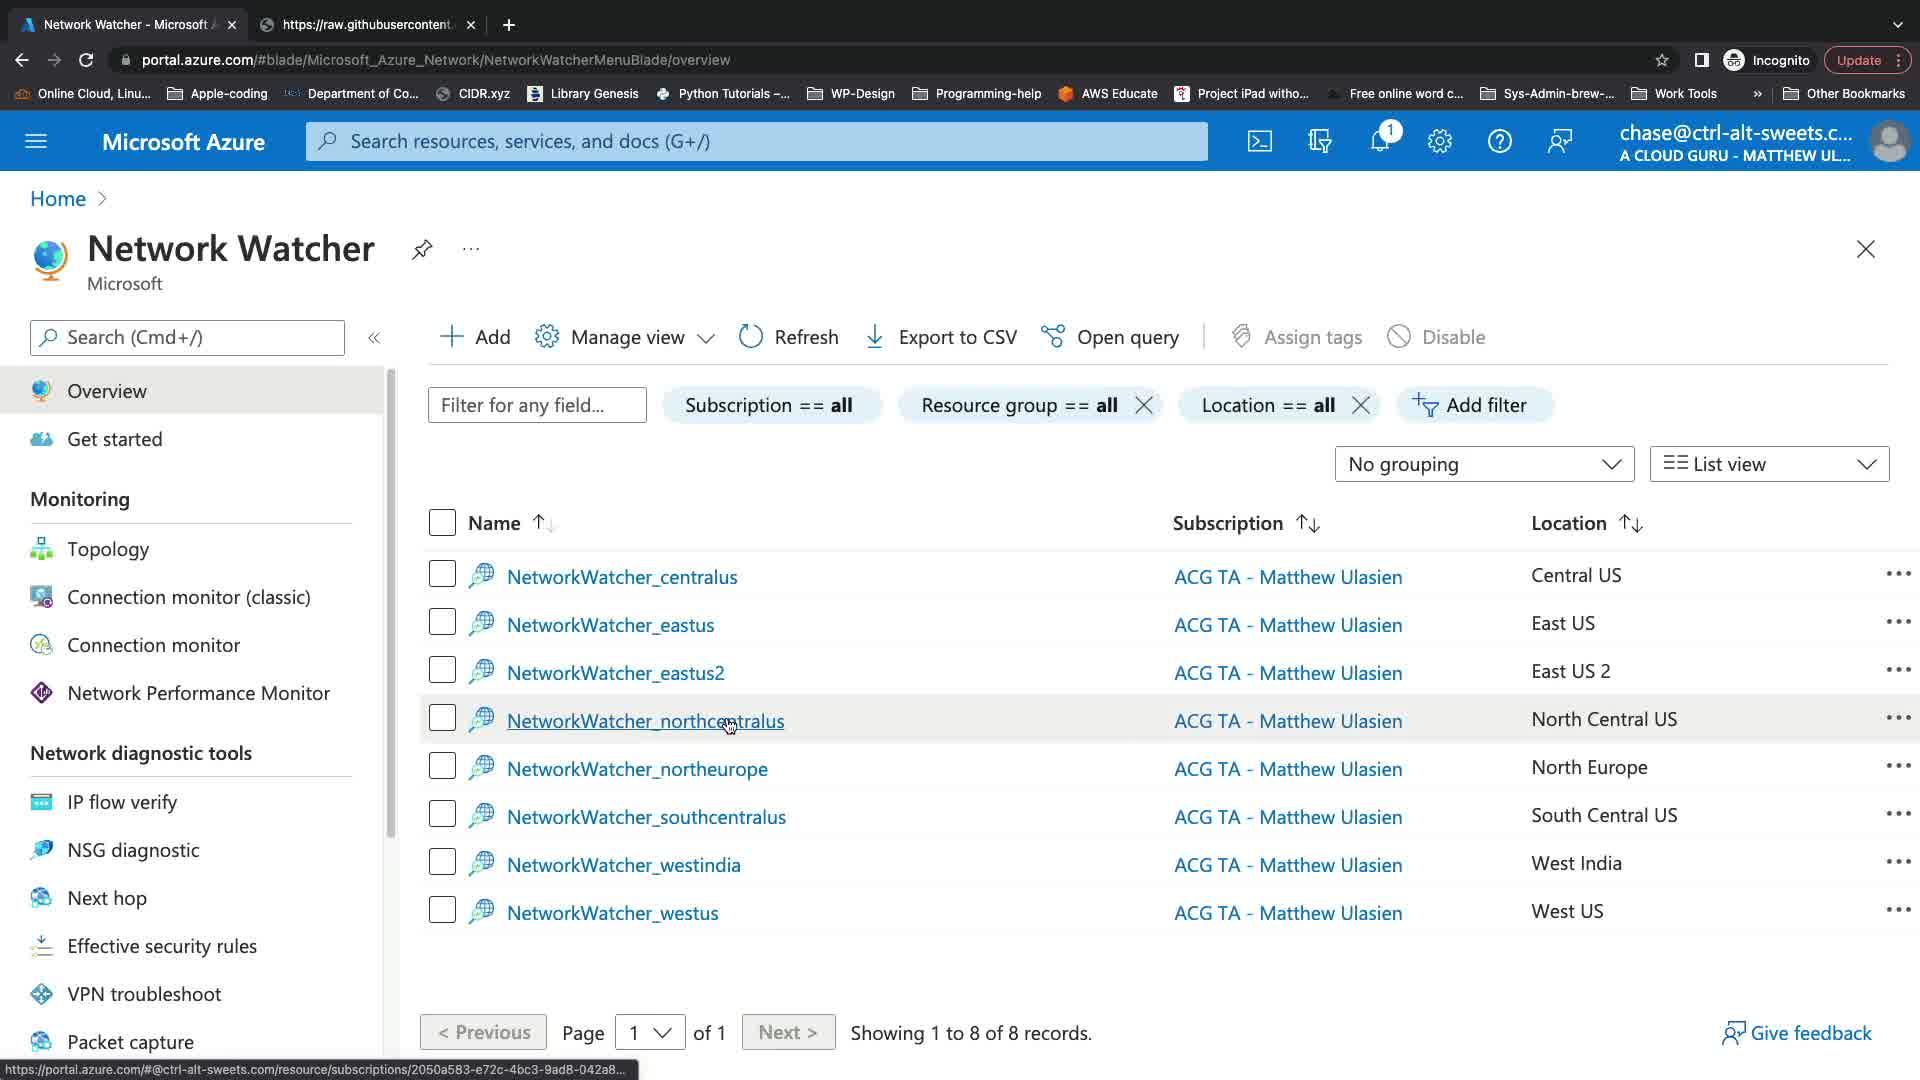 Network Watcher - Microsoft A
https://raw.githubusercontent.
portal.azure.com/#blade/Microsoft_Azure_Network/NetworkWatcherMenuBlade/overview
Incognito
Update
Online Cloud, Linu...
Apple-coding
Department of Co...
CIDR.xyz
Library Genesis
Python Tutorials –...
WP-Design
Programming-help
AWS Educate
Project iPad witho...
Free online word c...
Sys-Admin-brew-...
Work Tools
»
Other Bookmarks
Microsoft Azure
Search resources, services, and docs (G+/)
1
chase@ctrl-alt-sweets.c...
A CLOUD GURU - MATTHEW UL...
Home >
Network Watcher
...
Microsoft
Search (Cmd+/)
«
Add
Manage view
Refresh
Export to CSV
Open query
Assign tags
Disable
Overview
Get started
Monitoring
Topology
Connection monitor (classic)
Connection monitor
Network Performance Monitor
Network diagnostic tools
IP flow verify
NSG diagnostic
Next hop
Effective security rules
VPN troubleshoot
Packet capture
Filter for any field...
Subscription == all
Resource group == all
Location == all
Add filter
No grouping
List view
Name
Subscription
Location
NetworkWatcher_centralus
ACG TA - Matthew Ulasien
Central US
NetworkWatcher_eastus
ACG TA - Matthew Ulasien
East US
NetworkWatcher_eastus2
ACG TA - Matthew Ulasien
East US 2
NetworkWatcher_northcentralus
ACG TA - Matthew Ulasien
North Central US
NetworkWatcher_northeurope
ACG TA - Matthew Ulasien
North Europe
NetworkWatcher_southcentralus
ACG TA - Matthew Ulasien
South Central US
NetworkWatcher_westindia
ACG TA - Matthew Ulasien
West India
NetworkWatcher_westus
ACG TA - Matthew Ulasien
West US
< Previous
Page
1
of 1
Next >
Showing 1 to 8 of 8 records.
Give feedback
https://portal.azure.com/#@ctrl-alt-sweets.com/resource/subscriptions/2050a583-e72c-4bc3-9ad8-042a8...